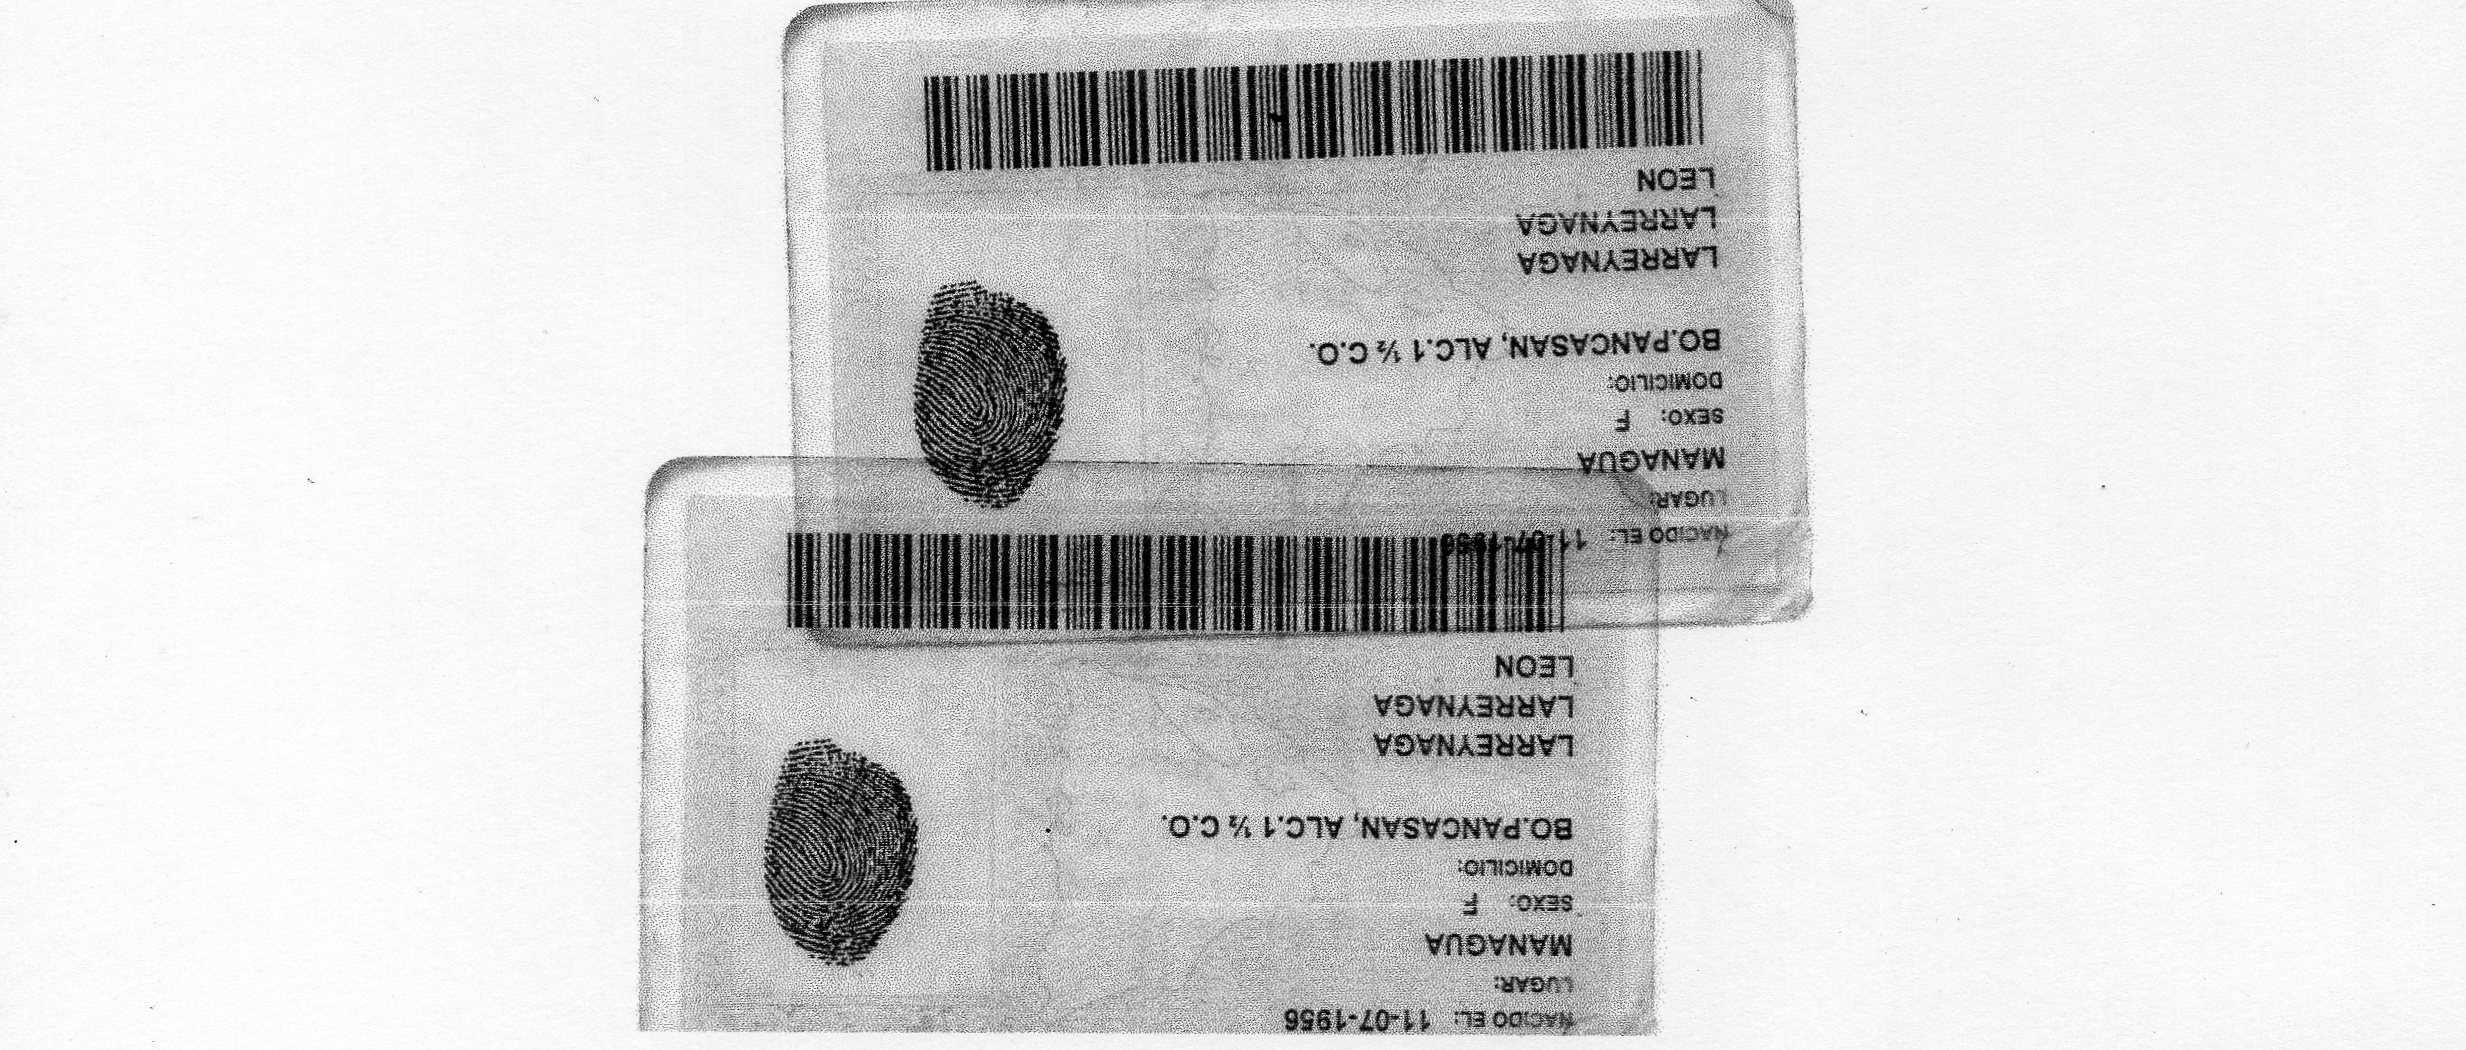 NACIDO EL: 11-07-1956
LUGAR:
MANAGUA
SEXO: F
DOMICILIO:
BO.PANCASAN, ALC.1 ½ C.O.
LARREYNAGA
LARREYNAGA
LEON
NACIDO EL: 11-07-1956
LUGAR:
MANAGUA
SEXO: F
DOMICILIO:
BO.PANCASAN, ALC.1 ½ C.O.
LARREYNAGA
LARREYNAGA
LEON